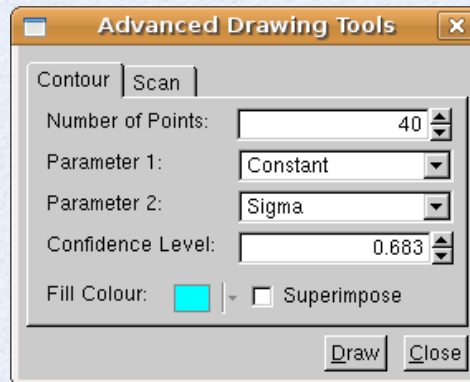 Advanced Drawing Tools
Contour Scan
Number of Points: 40
Parameter 1: Constant
Parameter 2: Sigma
Confidence Level: 0.683
Fill Colour: Superimpose
Draw Close